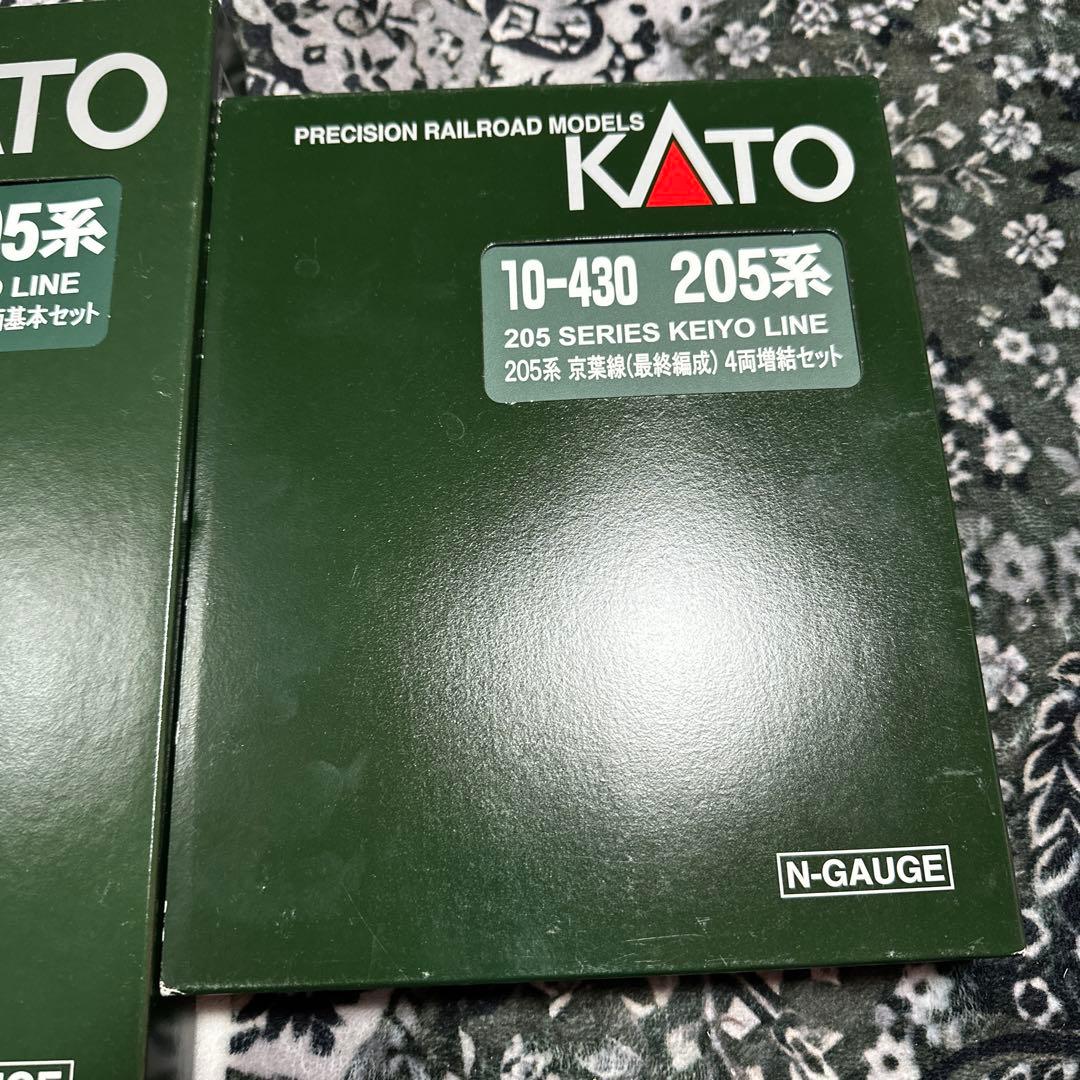 ATO
05系
LINE
両基本セット
PRECISION RAILROAD MODELS
KATO
10-430 205系
205 SERIES KEIYO LINE
205系 京葉線(最終編成) 4両増結セット
N-GAUGE